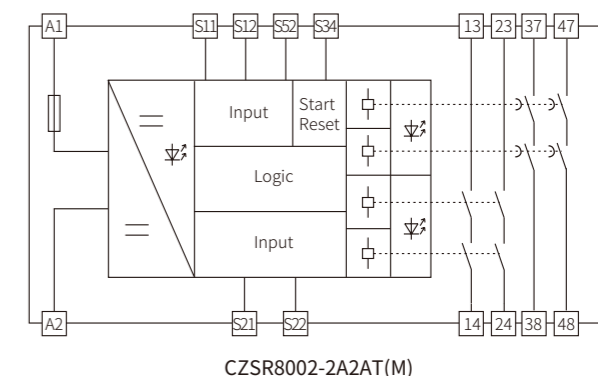 A1 S11 S12 S52 S34 13 23 37 47
Input
Start
Reset
Logic
Input
A2 S21 S22 14 24 38 48
CZSR8002-2A2AT(M)